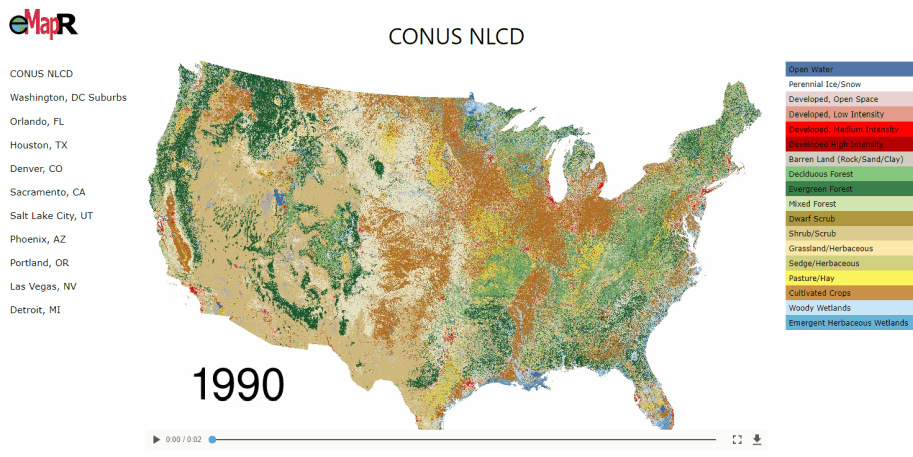 eMapR
CONUS NLCD
CONUS NLCD
Washington, DC Suburbs
Orlando, FL
Houston, TX
Denver, CO
Sacramento, CA
Salt Lake City, UT
Phoenix, AZ
Portland, OR
Las Vegas, NV
Detroit, MI
Open Water
Perennial Ice/Snow
Developed, Open Space
Developed, Low Intensity
Developed, Medium Intensity
Developed High Intensity
Barren Land (Rock/Sand/Clay)
Deciduous Forest
Evergreen Forest
Mixed Forest
Dwarf Scrub
Shrub/Scrub
Grassland/Herbaceous
Sedge/Herbaceous
Pasture/Hay
Cultivated Crops
Woody Wetlands
Emergent Herbaceous Wetlands
1990
0:00 / 0:02